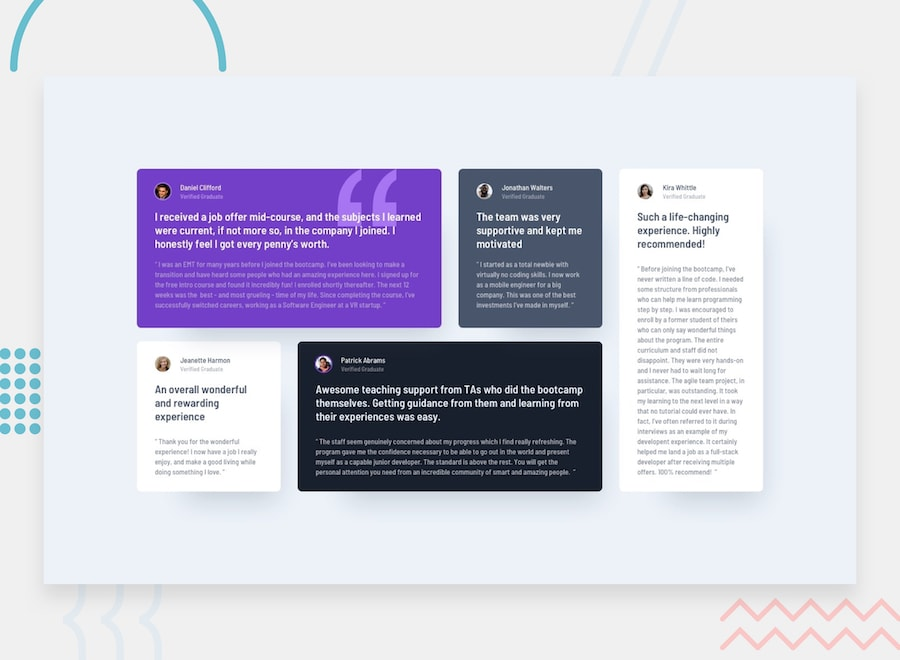 Daniel Clifford
Verified Graduate
I received a job offer mid-course, and the subjects I learned
were current, if not more so, in the company I joined. I
honestly feel I got every penny's worth.
" I was an EMT for many years before I joined the bootcamp. I've been looking to make a
transition and have heard some people who had an amazing experience here. I signed up for
the free intro course and found it incredibly fun! I enrolled shortly thereafter. The next 12
weeks was the best - and most grueling - time of my life. Since completing the course, I've
successfully switched careers, working as a Software Engineer at a VR startup. "
Jonathan Walters
Verified Graduate
The team was very
supportive and kept me
motivated
" I started as a total newbie with
virtually no coding skills. I now work
as a mobile engineer for a big
company. This was one of the best
investments I've made in myself. "
Kira Whittle
Verified Graduate
Such a life-changing
experience. Highly
recommended!
" Before joining the bootcamp, I've
never written a line of code. I needed
some structure from professionals
who can help me learn programming
step by step. I was encouraged to
enroll by a former student of theirs
who can only say wonderful things
about the program. The entire
curriculum and staff did not
disappoint. They were very hands-on
and I never had to wait long for
assistance. The agile team project, in
particular, was outstanding. It took
my learning to the next level in a way
that no tutorial could ever have. In
fact, I've often referred to it during
interviews as an example of my
developent experience. It certainly
helped me land a job as a full-stack
developer after receiving multiple
offers. 100% recommend! "
Jeanette Harmon
Verified Graduate
An overall wonderful
and rewarding
experience
" Thank you for the wonderful
experience! I now have a job I really
enjoy, and make a good living while
doing something I love. "
Patrick Abrams
Verified Graduate
Awesome teaching support from TAs who did the bootcamp
themselves. Getting guidance from them and learning from
their experiences was easy.
" The staff seem genuinely concerned about my progress which I find really refreshing. The
program gave me the confidence necessary to be able to go out in the world and present
myself as a capable junior developer. The standard is above the rest. You will get the
personal attention you need from an incredible community of smart and amazing people. "